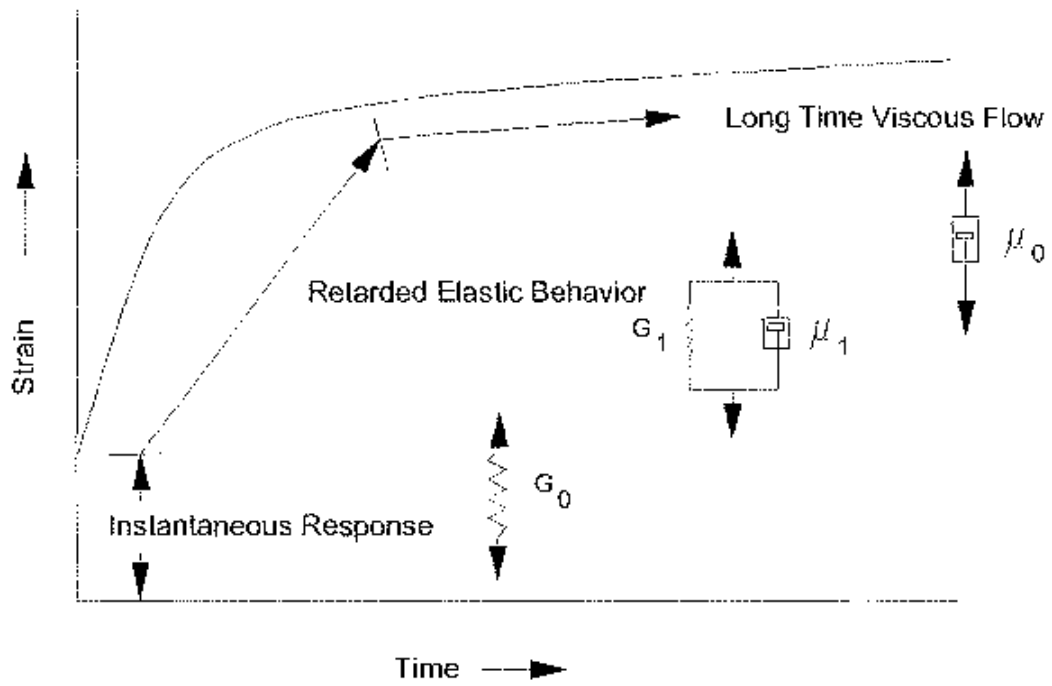 Long Time Viscous Flow
μ0
Retarded Elastic Behavior
G1
μ1
Strain
G0
Instantaneous Response
Time